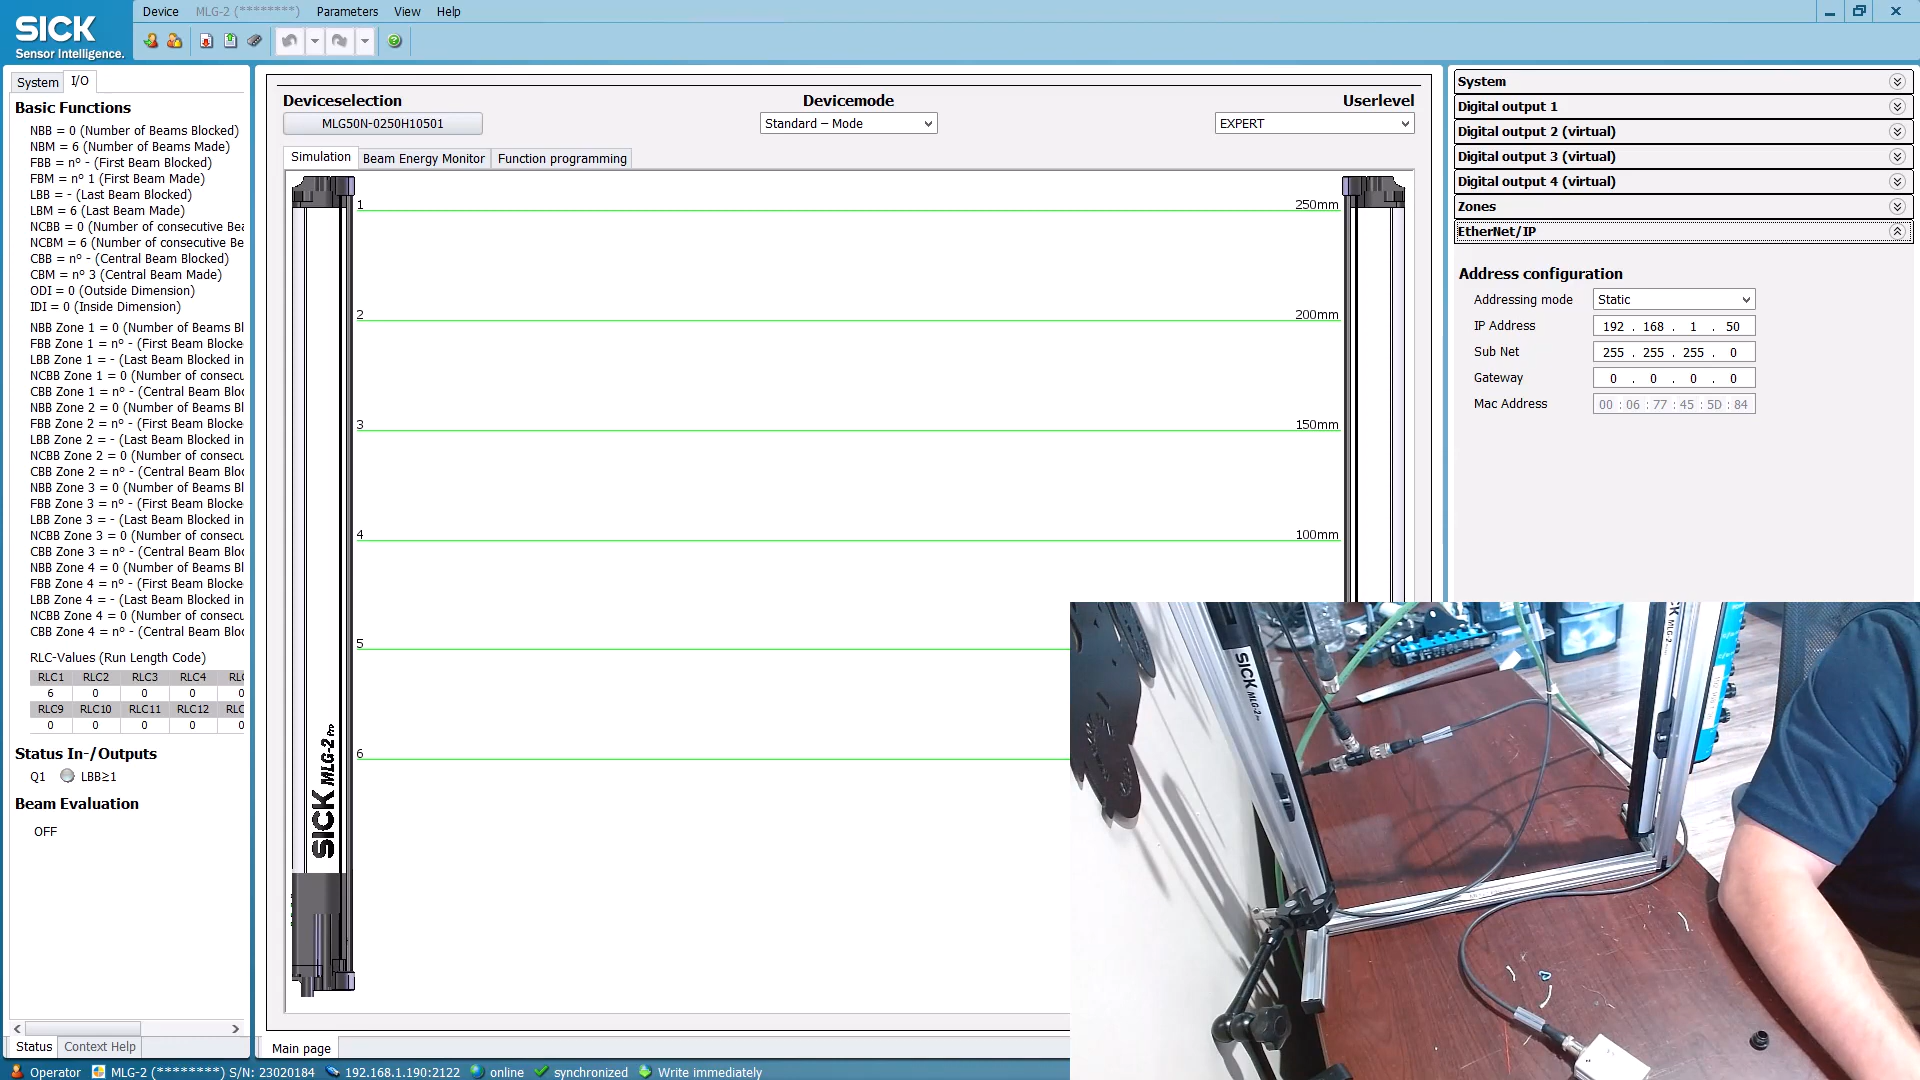 SICK
Sensor Intelligence.
Device MLG-2 (********) Parameters View Help
System I/O
Basic Functions
NBB = 0 (Number of Beams Blocked)
NBM = 6 (Number of Beams Made)
FBB = nº - (First Beam Blocked)
FBM = nº 1 (First Beam Made)
LBB = - (Last Beam Blocked)
LBM = 6 (Last Beam Made)
NCBB = 0 (Number of consecutive Bea
NCBM = 6 (Number of consecutive Be
CBB = nº - (Central Beam Blocked)
CBM = nº 3 (Central Beam Made)
ODI = 0 (Outside Dimension)
IDI = 0 (Inside Dimension)
NBB Zone 1 = 0 (Number of Beams Bl
FBB Zone 1 = nº - (First Beam Blocke
LBB Zone 1 = - (Last Beam Blocked in
NCBB Zone 1 = 0 (Number of consecu
CBB Zone 1 = nº - (Central Beam Bloc
NBB Zone 2 = 0 (Number of Beams Bl
FBB Zone 2 = nº - (First Beam Blocke
LBB Zone 2 = - (Last Beam Blocked in
NCBB Zone 2 = 0 (Number of consecu
CBB Zone 2 = nº - (Central Beam Bloc
NBB Zone 3 = 0 (Number of Beams Bl
FBB Zone 3 = nº - (First Beam Blocke
LBB Zone 3 = - (Last Beam Blocked in
NCBB Zone 3 = 0 (Number of consecu
CBB Zone 3 = nº - (Central Beam Bloc
NBB Zone 4 = 0 (Number of Beams Bl
FBB Zone 4 = nº - (First Beam Blocke
LBB Zone 4 = - (Last Beam Blocked in
NCBB Zone 4 = 0 (Number of consecu
CBB Zone 4 = nº - (Central Beam Bloc
RLC-Values (Run Length Code)
RLC1 RLC2 RLC3 RLC4 RLC
6 0 0 0 0
RLC9 RLC10 RLC11 RLC12 RLC
0 0 0 0 0
Status In-/Outputs
Q1 LBB≥1
Beam Evaluation
OFF
Status Context Help
Deviceselection Devicemode Userlevel
MLG50N-0250H10501 Standard – Mode EXPERT
Simulation Beam Energy Monitor Function programming
1 250mm
2 200mm
3 150mm
4 100mm
5
6
SICK MLG-2 Pro
Main page
System
Digital output 1
Digital output 2 (virtual)
Digital output 3 (virtual)
Digital output 4 (virtual)
Zones
EtherNet/IP
Address configuration
Addressing mode Static
IP Address 192 . 168 . 1 . 50
Sub Net 255 . 255 . 255 . 0
Gateway 0 . 0 . 0 . 0
Mac Address 00 : 06 : 77 : 45 : 5D : 84
SICK MLG-2
SICK MLG-2
Operator MLG-2 (********) S/N: 23020184 192.168.1.190:2122 online synchronized Write immediately